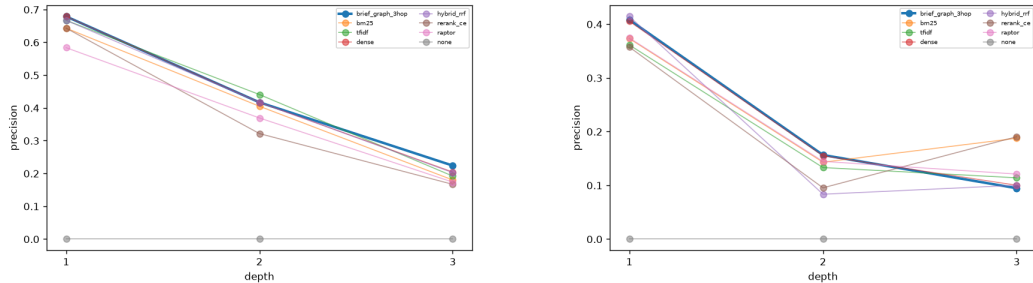 0.7
0.6
0.5
0.4
0.3
0.2
0.1
0.0
precision
1
2
3
depth
brief_graph_3hop
bm25
tfidf
dense
hybrid_rrf
rerank_ce
raptor
none
0.4
0.3
0.2
0.1
0.0
precision
1
2
3
depth
brief_graph_3hop
bm25
tfidf
dense
hybrid_rrf
rerank_ce
raptor
none